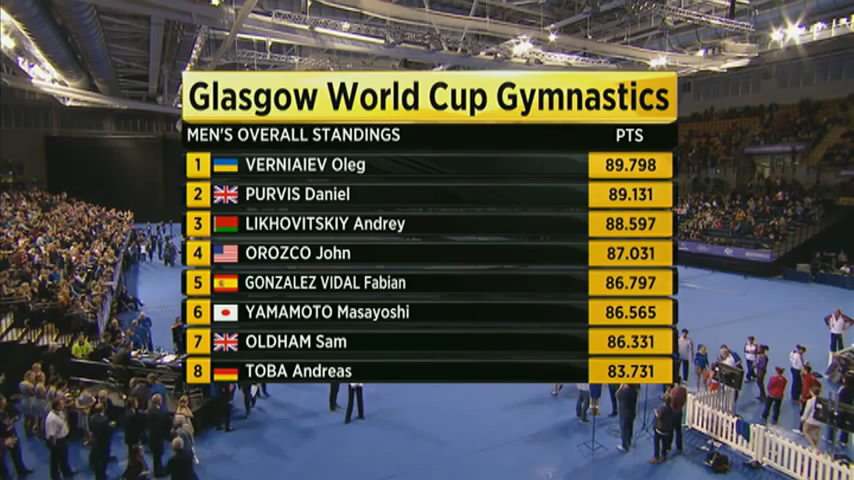 Glasgow World Cup Gymnastics
MEN'S OVERALL STANDINGS PTS
1 VERNIAIEV Oleg 89.798
2 PURVIS Daniel 89.131
3 LIKHOVITSKIY Andrey 88.597
4 OROZCO John 87.031
5 GONZALEZ VIDAL Fabian 86.797
6 YAMAMOTO Masayoshi 86.565
7 OLDHAM Sam 86.331
8 TOBA Andreas 83.731